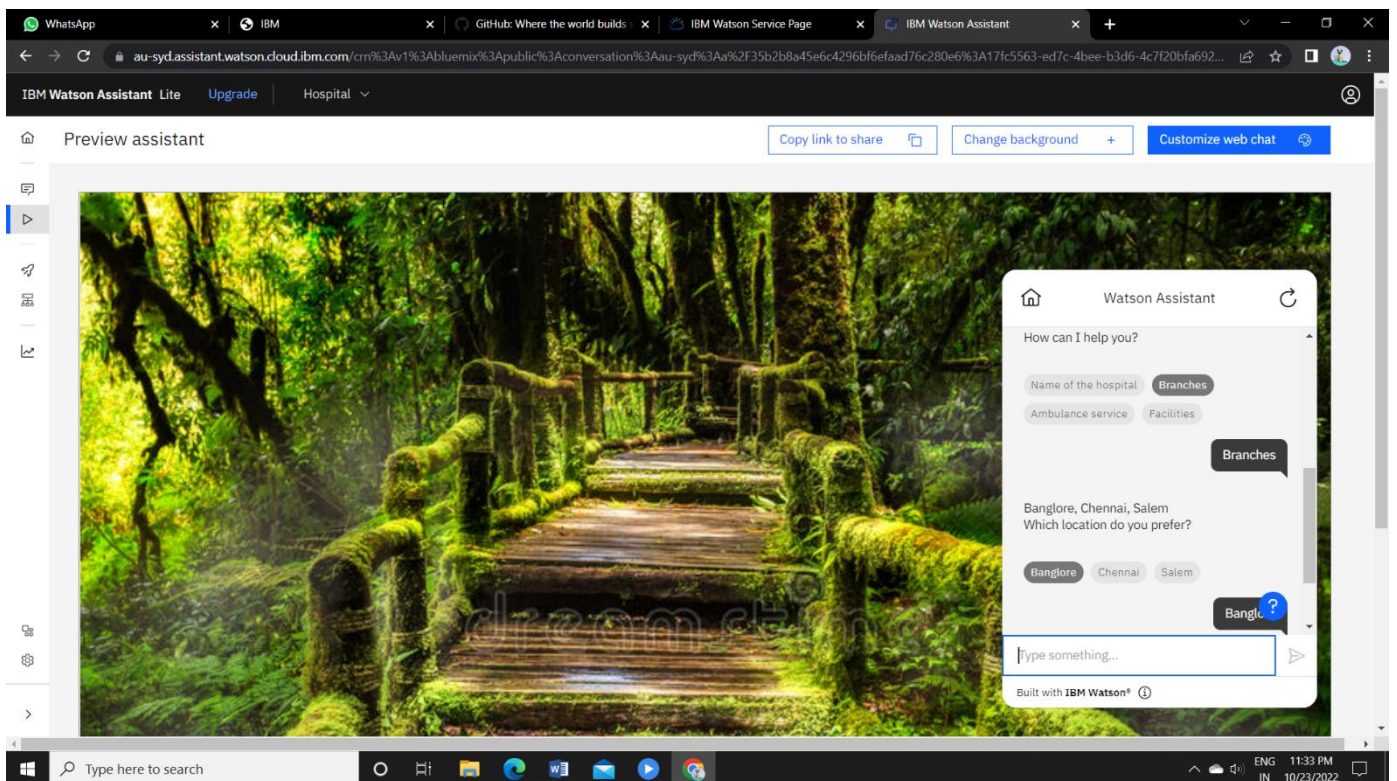 WhatsApp
IBM
GitHub: Where the world builds s
IBM Watson Service Page
IBM Watson Assistant
au-syd.assistant.watson.cloud.ibm.com/crn%3Av1%3Abluemix%3Apublic%3Aconversation%3Aau-syd%3Aa%2F35b2b8a45e6c4296bf6efaad76c280e6%3A17fc5563-ed7c-4bee-b3d6-4c7f20bfa692...
IBM Watson Assistant Lite
Upgrade
Hospital
Preview assistant
Copy link to share
Change background +
Customize web chat
Watson Assistant
How can I help you?
Name of the hospital
Branches
Ambulance service
Facilities
Branches
Banglore, Chennai, Salem
Which location do you prefer?
Banglore
Chennai
Salem
Banglo
?
dreamstime
Type something...
Built with IBM Watson®
Type here to search
ENG
IN
11:33 PM
10/23/2022